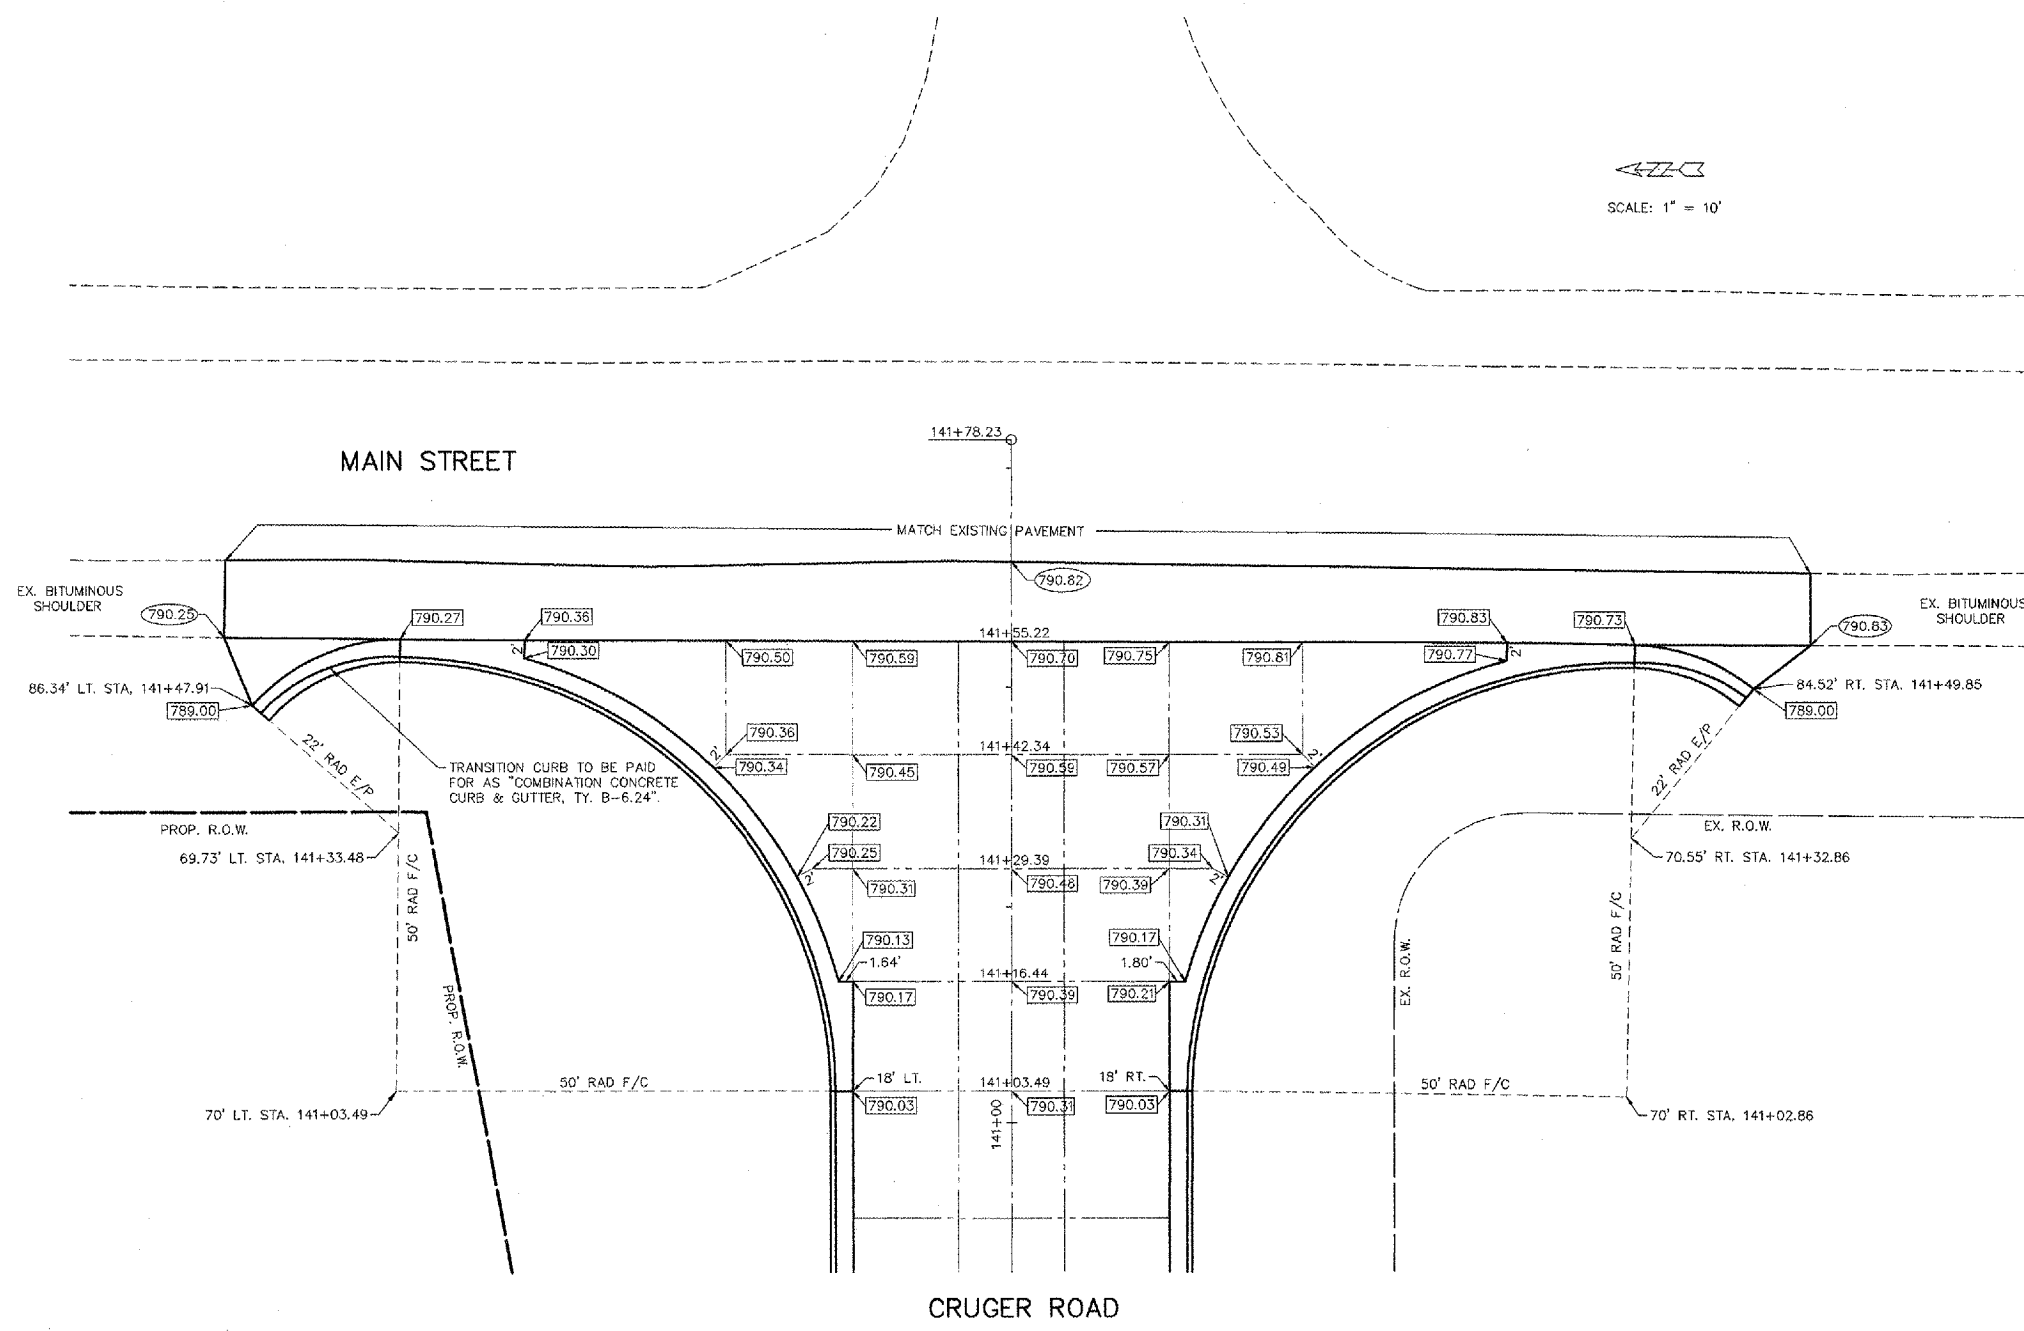 SCALE: 1" = 10'
141+78.23
MAIN STREET
MATCH EXISTING PAVEMENT
790.82
EX. BITUMINOUS
SHOULDER
790.25
790.27
790.36
790.30
141+55.22
790.50
790.59
790.70
790.75
790.81
790.83
790.77
790.73
790.83
EX. BITUMINOUS
SHOULDER
2'
2'
86.34' LT. STA. 141+47.91
789.00
84.52' RT. STA. 141+49.85
789.00
22' RAD E/P
22' RAD E/P
790.36
790.34
2'
141+42.34
790.45
790.59
790.57
790.53
790.49
2'
TRANSITION CURB TO BE PAID
FOR AS "COMBINATION CONCRETE
CURB & GUTTER, TY. B-6.24".
PROP. R.O.W.
EX. R.O.W.
69.73' LT. STA. 141+33.48
70.55' RT. STA. 141+32.86
790.22
790.25
2'
141+29.39
790.31
790.48
790.39
790.31
790.34
2'
50' RAD F/C
50' RAD F/C
790.13
1.64'
141+16.44
790.17
790.39
790.21
790.17
1.80'
EX. R.O.W.
PROP. R.O.W.
50' RAD F/C
18' LT.
141+03.49
18' RT.
50' RAD F/C
790.03
790.31
790.03
70' LT. STA. 141+03.49
70' RT. STA. 141+02.86
141+00
CRUGER ROAD